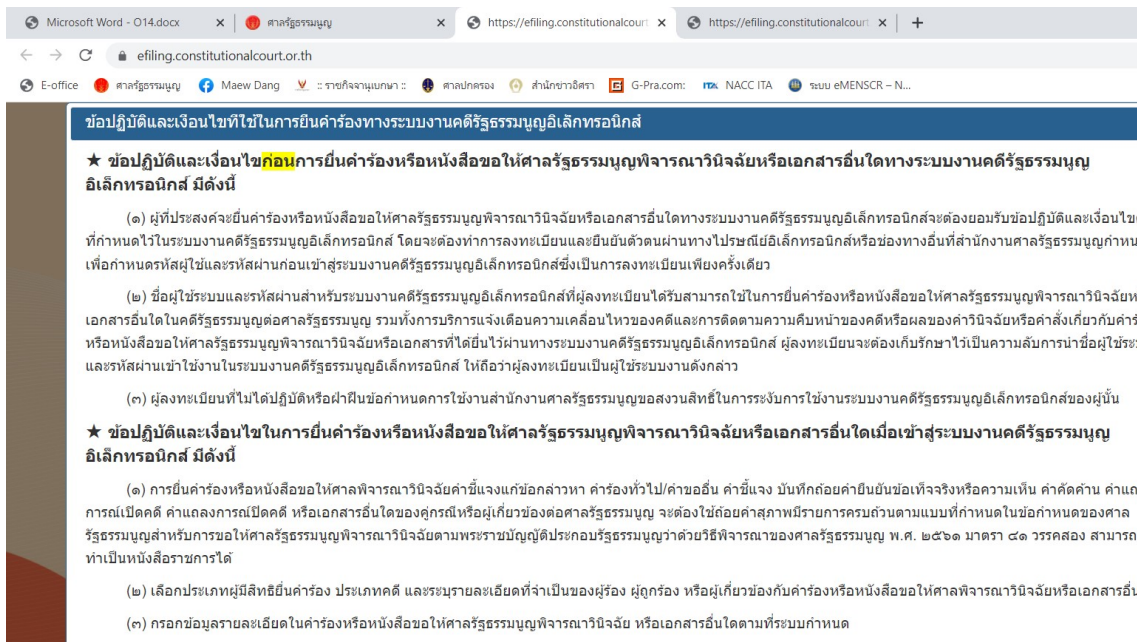 Microsoft Word - O14.docx
ศาลรัฐธรรมนูญ
https://efiling.constitutionalcourt
https://efiling.constitutionalcourt
efiling.constitutionalcourt.or.th
E-office ศาลรัฐธรรมนูญ Maew Dang :: ราชกิจจานุเบกษา :: ศาลปกครอง สำนักข่าวอิศรา G-Pra.com: ITA NACC ITA ระบบ eMENSCR – N...
ข้อปฏิบัติและเงื่อนไขที่ใช้ในการยื่นคำร้องทางระบบงานคดีรัฐธรรมนูญอิเล็กทรอนิกส์
★ ข้อปฏิบัติและเงื่อนไขก่อนการยื่นคำร้องหรือหนังสือขอให้ศาลรัฐธรรมนูญพิจารณาวินิจฉัยหรือเอกสารอื่นใดทางระบบงานคดีรัฐธรรมนูญ
อิเล็กทรอนิกส์ มีดังนี้
(๑) ผู้ที่ประสงค์จะยื่นคำร้องหรือหนังสือขอให้ศาลรัฐธรรมนูญพิจารณาวินิจฉัยหรือเอกสารอื่นใดทางระบบงานคดีรัฐธรรมนูญอิเล็กทรอนิกส์จะต้องยอมรับข้อปฏิบัติและเงื่อนไข
ที่กำหนดไว้ในระบบงานคดีรัฐธรรมนูญอิเล็กทรอนิกส์ โดยจะต้องทำการลงทะเบียนและยืนยันตัวตนผ่านทางไปรษณีย์อิเล็กทรอนิกส์หรือช่องทางอื่นที่สำนักงานศาลรัฐธรรมนูญกำหน
เพื่อกำหนดรหัสผู้ใช้และรหัสผ่านก่อนเข้าสู่ระบบงานคดีรัฐธรรมนูญอิเล็กทรอนิกส์ซึ่งเป็นการลงทะเบียนเพียงครั้งเดียว
(๒) ชื่อผู้ใช้ระบบและรหัสผ่านสำหรับระบบงานคดีรัฐธรรมนูญอิเล็กทรอนิกส์ที่ผู้ลงทะเบียนได้รับสามารถใช้ในการยื่นคำร้องหรือหนังสือขอให้ศาลรัฐธรรมนูญพิจารณาวินิจฉัยห
เอกสารอื่นใดในคดีรัฐธรรมนูญต่อศาลรัฐธรรมนูญ รวมทั้งการบริการแจ้งเตือนความเคลื่อนไหวของคดีและการติดตามความคืบหน้าของคดีหรือผลของคำวินิจฉัยหรือคำสั่งเกี่ยวกับคำร้
หรือหนังสือขอให้ศาลรัฐธรรมนูญพิจารณาวินิจฉัยหรือเอกสารที่ได้ยื่นไว้ผ่านทางระบบงานคดีรัฐธรรมนูญอิเล็กทรอนิกส์ ผู้ลงทะเบียนจะต้องเก็บรักษาไว้เป็นความลับการนำชื่อผู้ใช้ระ
และรหัสผ่านเข้าใช้งานในระบบงานคดีรัฐธรรมนูญอิเล็กทรอนิกส์ ให้ถือว่าผู้ลงทะเบียนเป็นผู้ใช้ระบบงานดังกล่าว
(๓) ผู้ลงทะเบียนที่ไม่ได้ปฏิบัติหรือฝ่าฝืนข้อกำหนดการใช้งานสำนักงานศาลรัฐธรรมนูญขอสงวนสิทธิ์ในการระงับการใช้งานระบบงานคดีรัฐธรรมนูญอิเล็กทรอนิกส์ของผู้นั้น
★ ข้อปฏิบัติและเงื่อนไขในการยื่นคำร้องหรือหนังสือขอให้ศาลรัฐธรรมนูญพิจารณาวินิจฉัยหรือเอกสารอื่นใดเมื่อเข้าสู่ระบบงานคดีรัฐธรรมนูญ
อิเล็กทรอนิกส์ มีดังนี้
(๑) การยื่นคำร้องหรือหนังสือขอให้ศาลพิจารณาวินิจฉัยคำชี้แจงแก้ข้อกล่าวหา คำร้องทั่วไป/คำขออื่น คำชี้แจง บันทึกถ้อยคำยืนยันข้อเท็จจริงหรือความเห็น คำคัดค้าน คำแถ
การณ์เปิดคดี คำแถลงการณ์ปิดคดี หรือเอกสารอื่นใดของคู่กรณีหรือผู้เกี่ยวข้องต่อศาลรัฐธรรมนูญ จะต้องใช้ถ้อยคำสุภาพมีรายการครบถ้วนตามแบบที่กำหนดในข้อกำหนดของศาล
รัฐธรรมนูญสำหรับการขอให้ศาลรัฐธรรมนูญพิจารณาวินิจฉัยตามพระราชบัญญัติประกอบรัฐธรรมนูญว่าด้วยวิธีพิจารณาของศาลรัฐธรรมนูญ พ.ศ. ๒๕๖๑ มาตรา ๔๑ วรรคสอง สามารถ
ทำเป็นหนังสือราชการได้
(๒) เลือกประเภทผู้มีสิทธิยื่นคำร้อง ประเภทคดี และระบุรายละเอียดที่จำเป็นของผู้ร้อง ผู้ถูกร้อง หรือผู้เกี่ยวข้องกับคำร้องหรือหนังสือขอให้ศาลพิจารณาวินิจฉัยหรือเอกสารอื่น
(๓) กรอกข้อมูลรายละเอียดในคำร้องหรือหนังสือขอให้ศาลรัฐธรรมนูญพิจารณาวินิจฉัย หรือเอกสารอื่นใดตามที่ระบบกำหนด